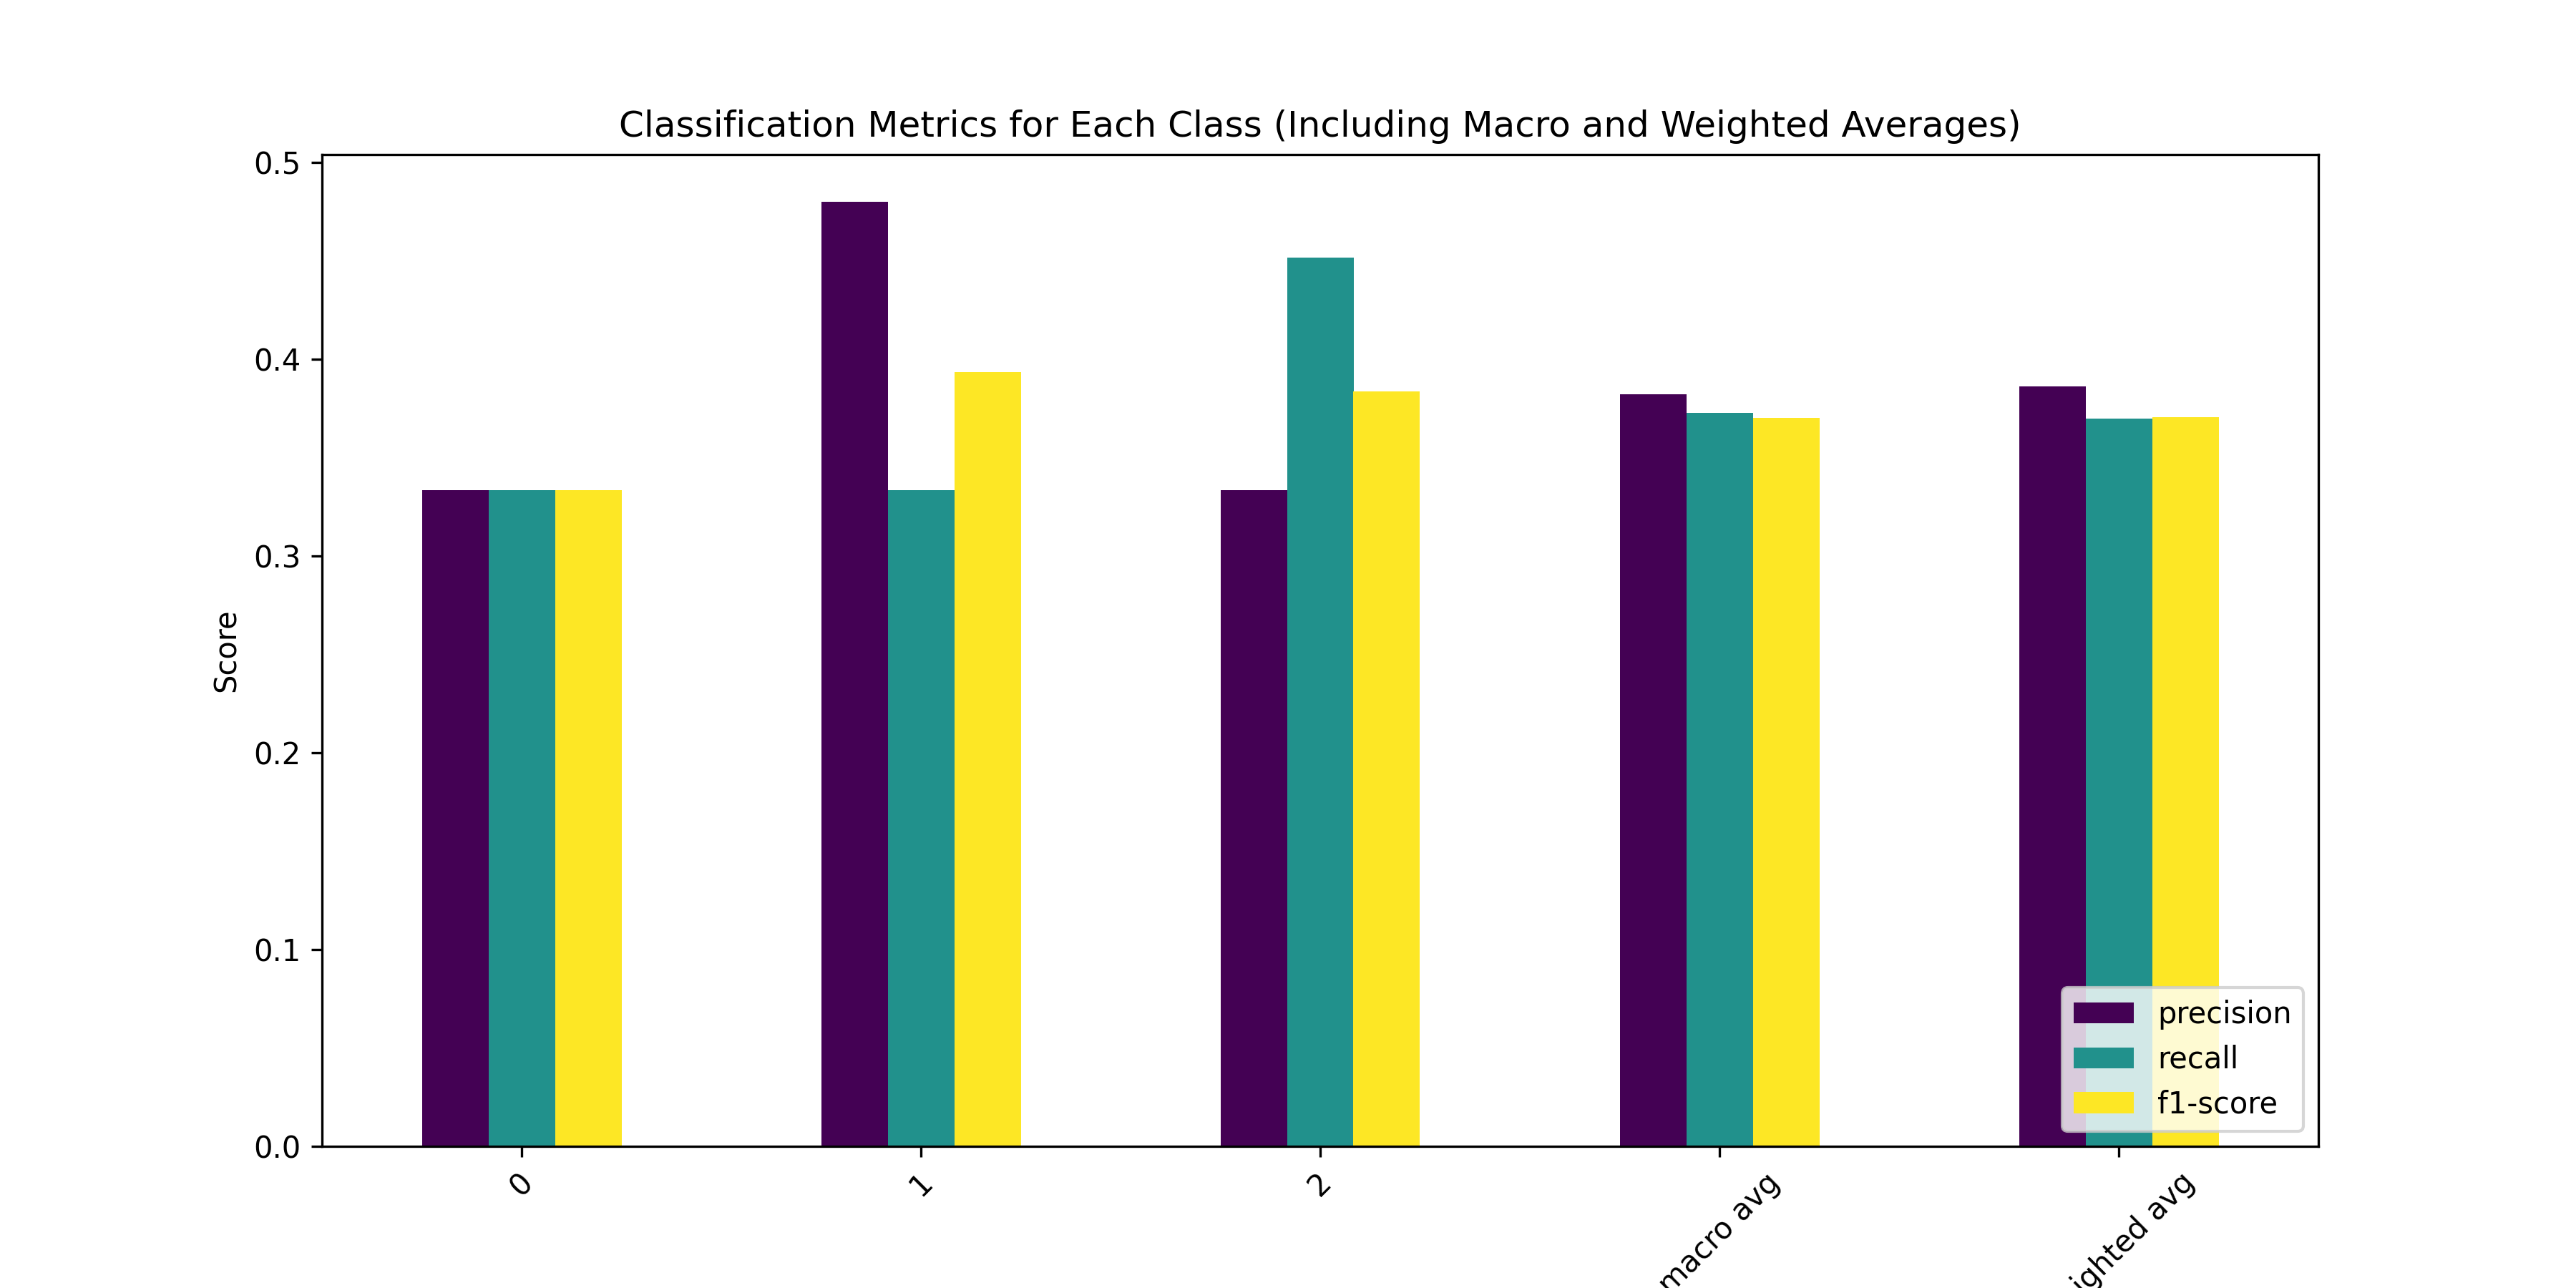 Classification Metrics for Each Class (Including Macro and Weighted Averages)
0.5
0.4
0.3
0.2
0.1
0.0
Score
precision
recall
f1-score
0
1
2
macro avg
ighted avg